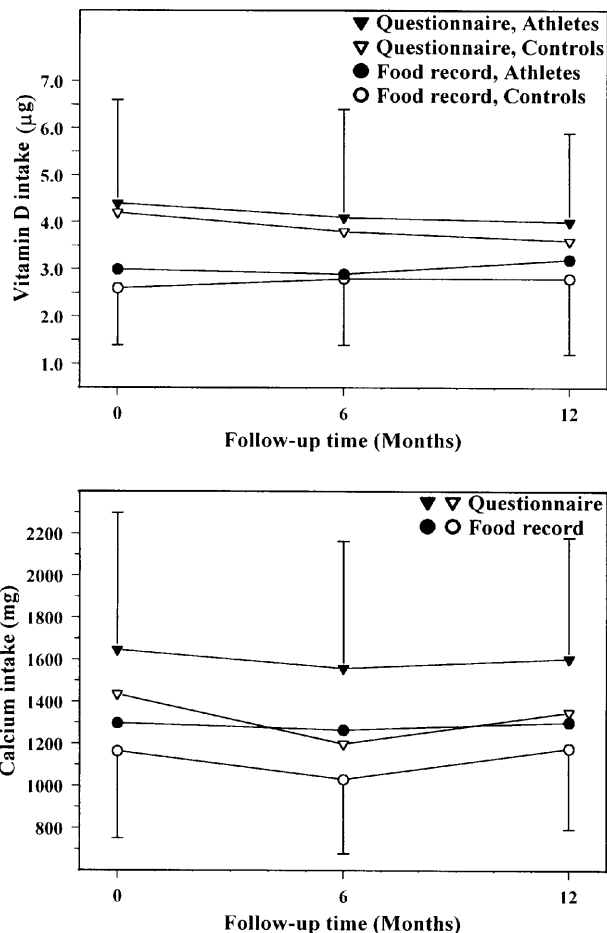 ▼ Questionnaire, Athletes
▽ Questionnaire, Controls
● Food record, Athletes
○ Food record, Controls
Vitamin D intake (μg)
7.0
6.0
5.0
4.0
3.0
2.0
1.0
0 6 12
Follow-up time (Months)
▼ ▽ Questionnaire
● ○ Food record
Calcium intake (mg)
2200
2000
1800
1600
1400
1200
1000
800
0 6 12
Follow-up time (Months)